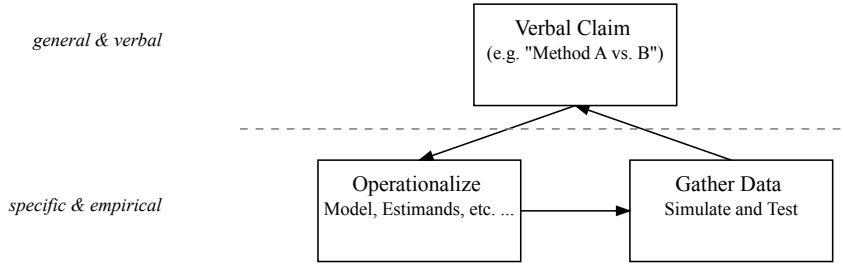 general & verbal
Verbal Claim
(e.g. "Method A vs. B")
specific & empirical
Operationalize
Model, Estimands, etc. ...
Gather Data
Simulate and Test